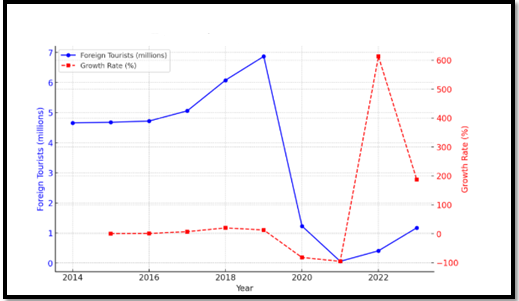 Foreign Tourists (millions)
Growth Rate (%)
Foreign Tourists (millions)
7
6
5
4
3
2
1
0
600
500
400
300
200
100
0
−100
Growth Rate (%)
2014 2016 2018 2020 2022
Year